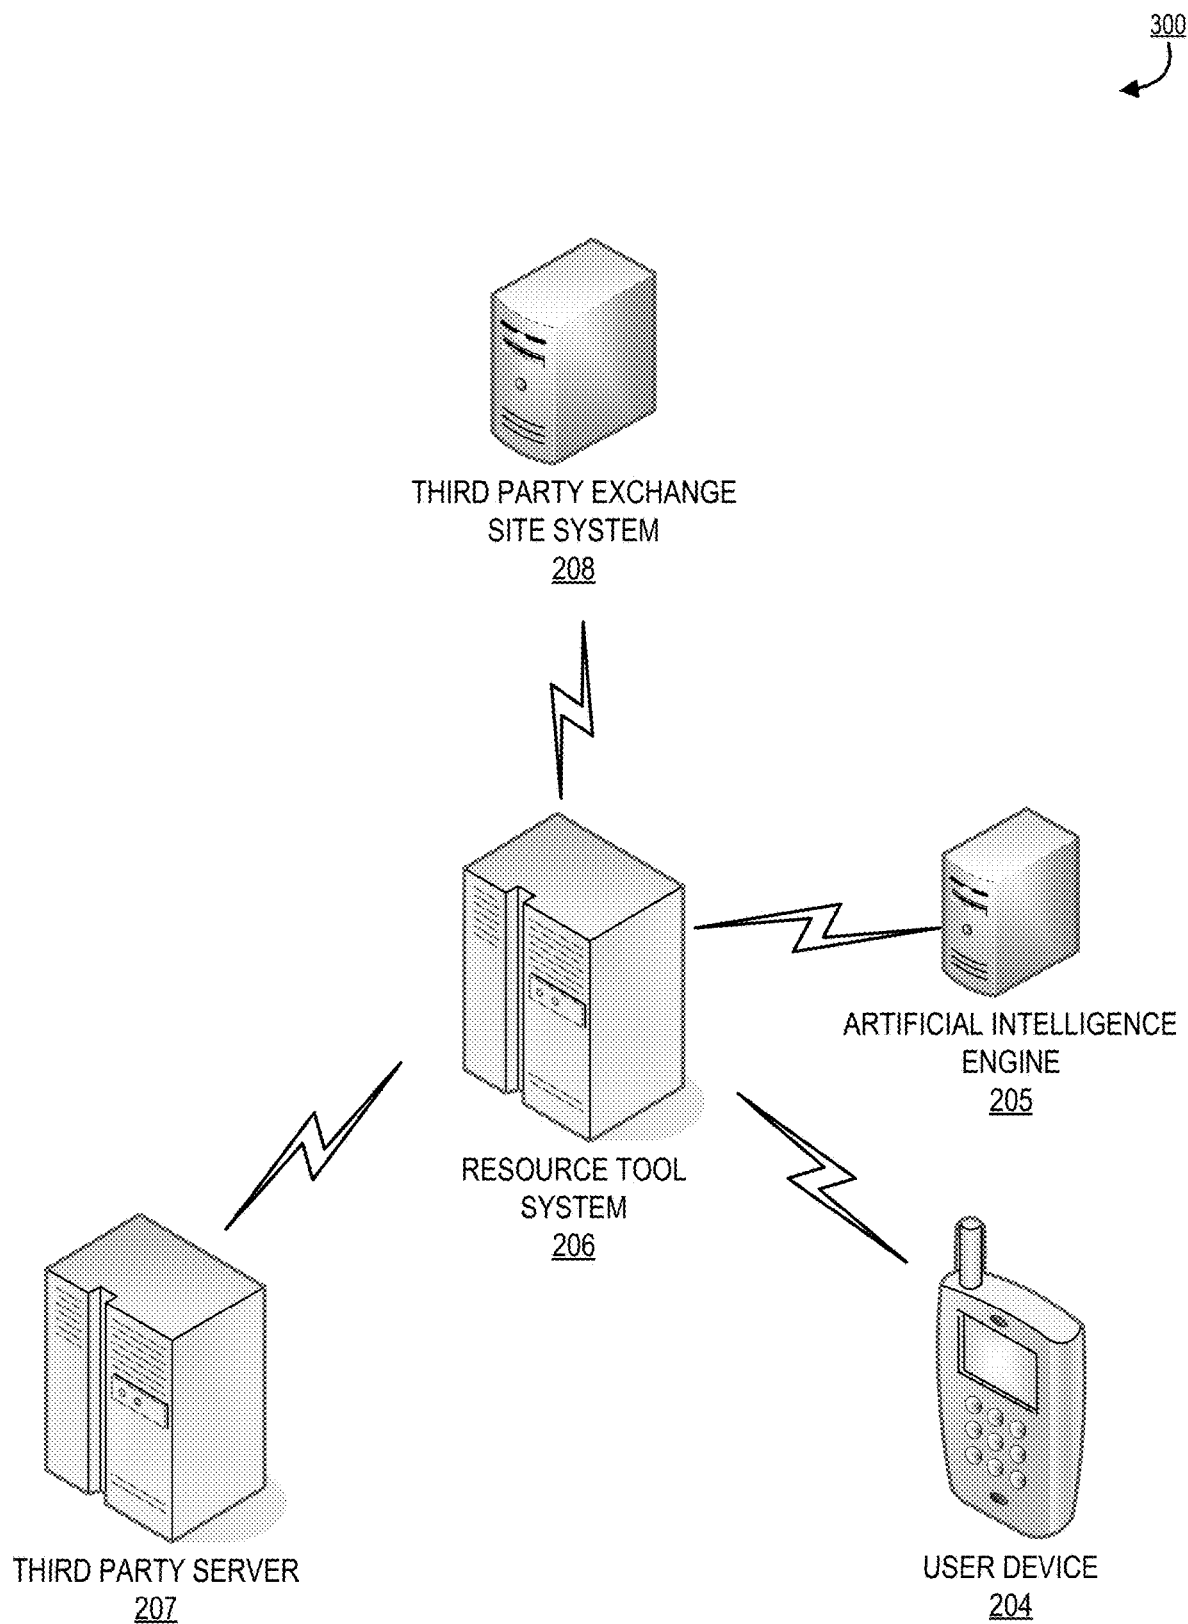 300
THIRD PARTY EXCHANGE
SITE SYSTEM
208
ARTIFICIAL INTELLIGENCE
ENGINE
205
RESOURCE TOOL
SYSTEM
206
THIRD PARTY SERVER
207
USER DEVICE
204